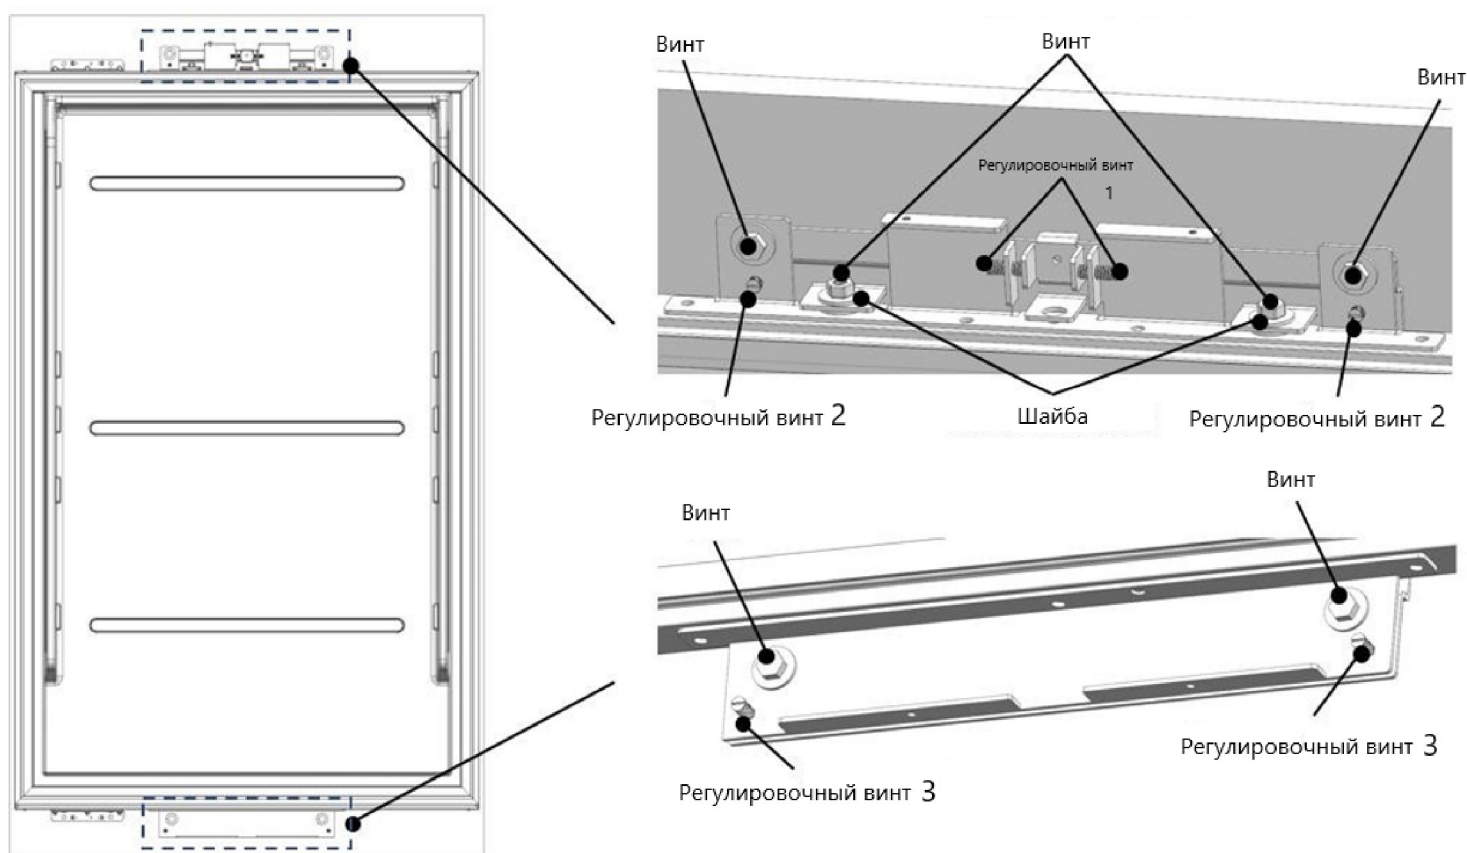 Винт
Винт
Винт
Регулировочный винт
1
Регулировочный винт 2
Шайба
Регулировочный винт 2
Винт
Винт
Регулировочный винт 3
Регулировочный винт 3